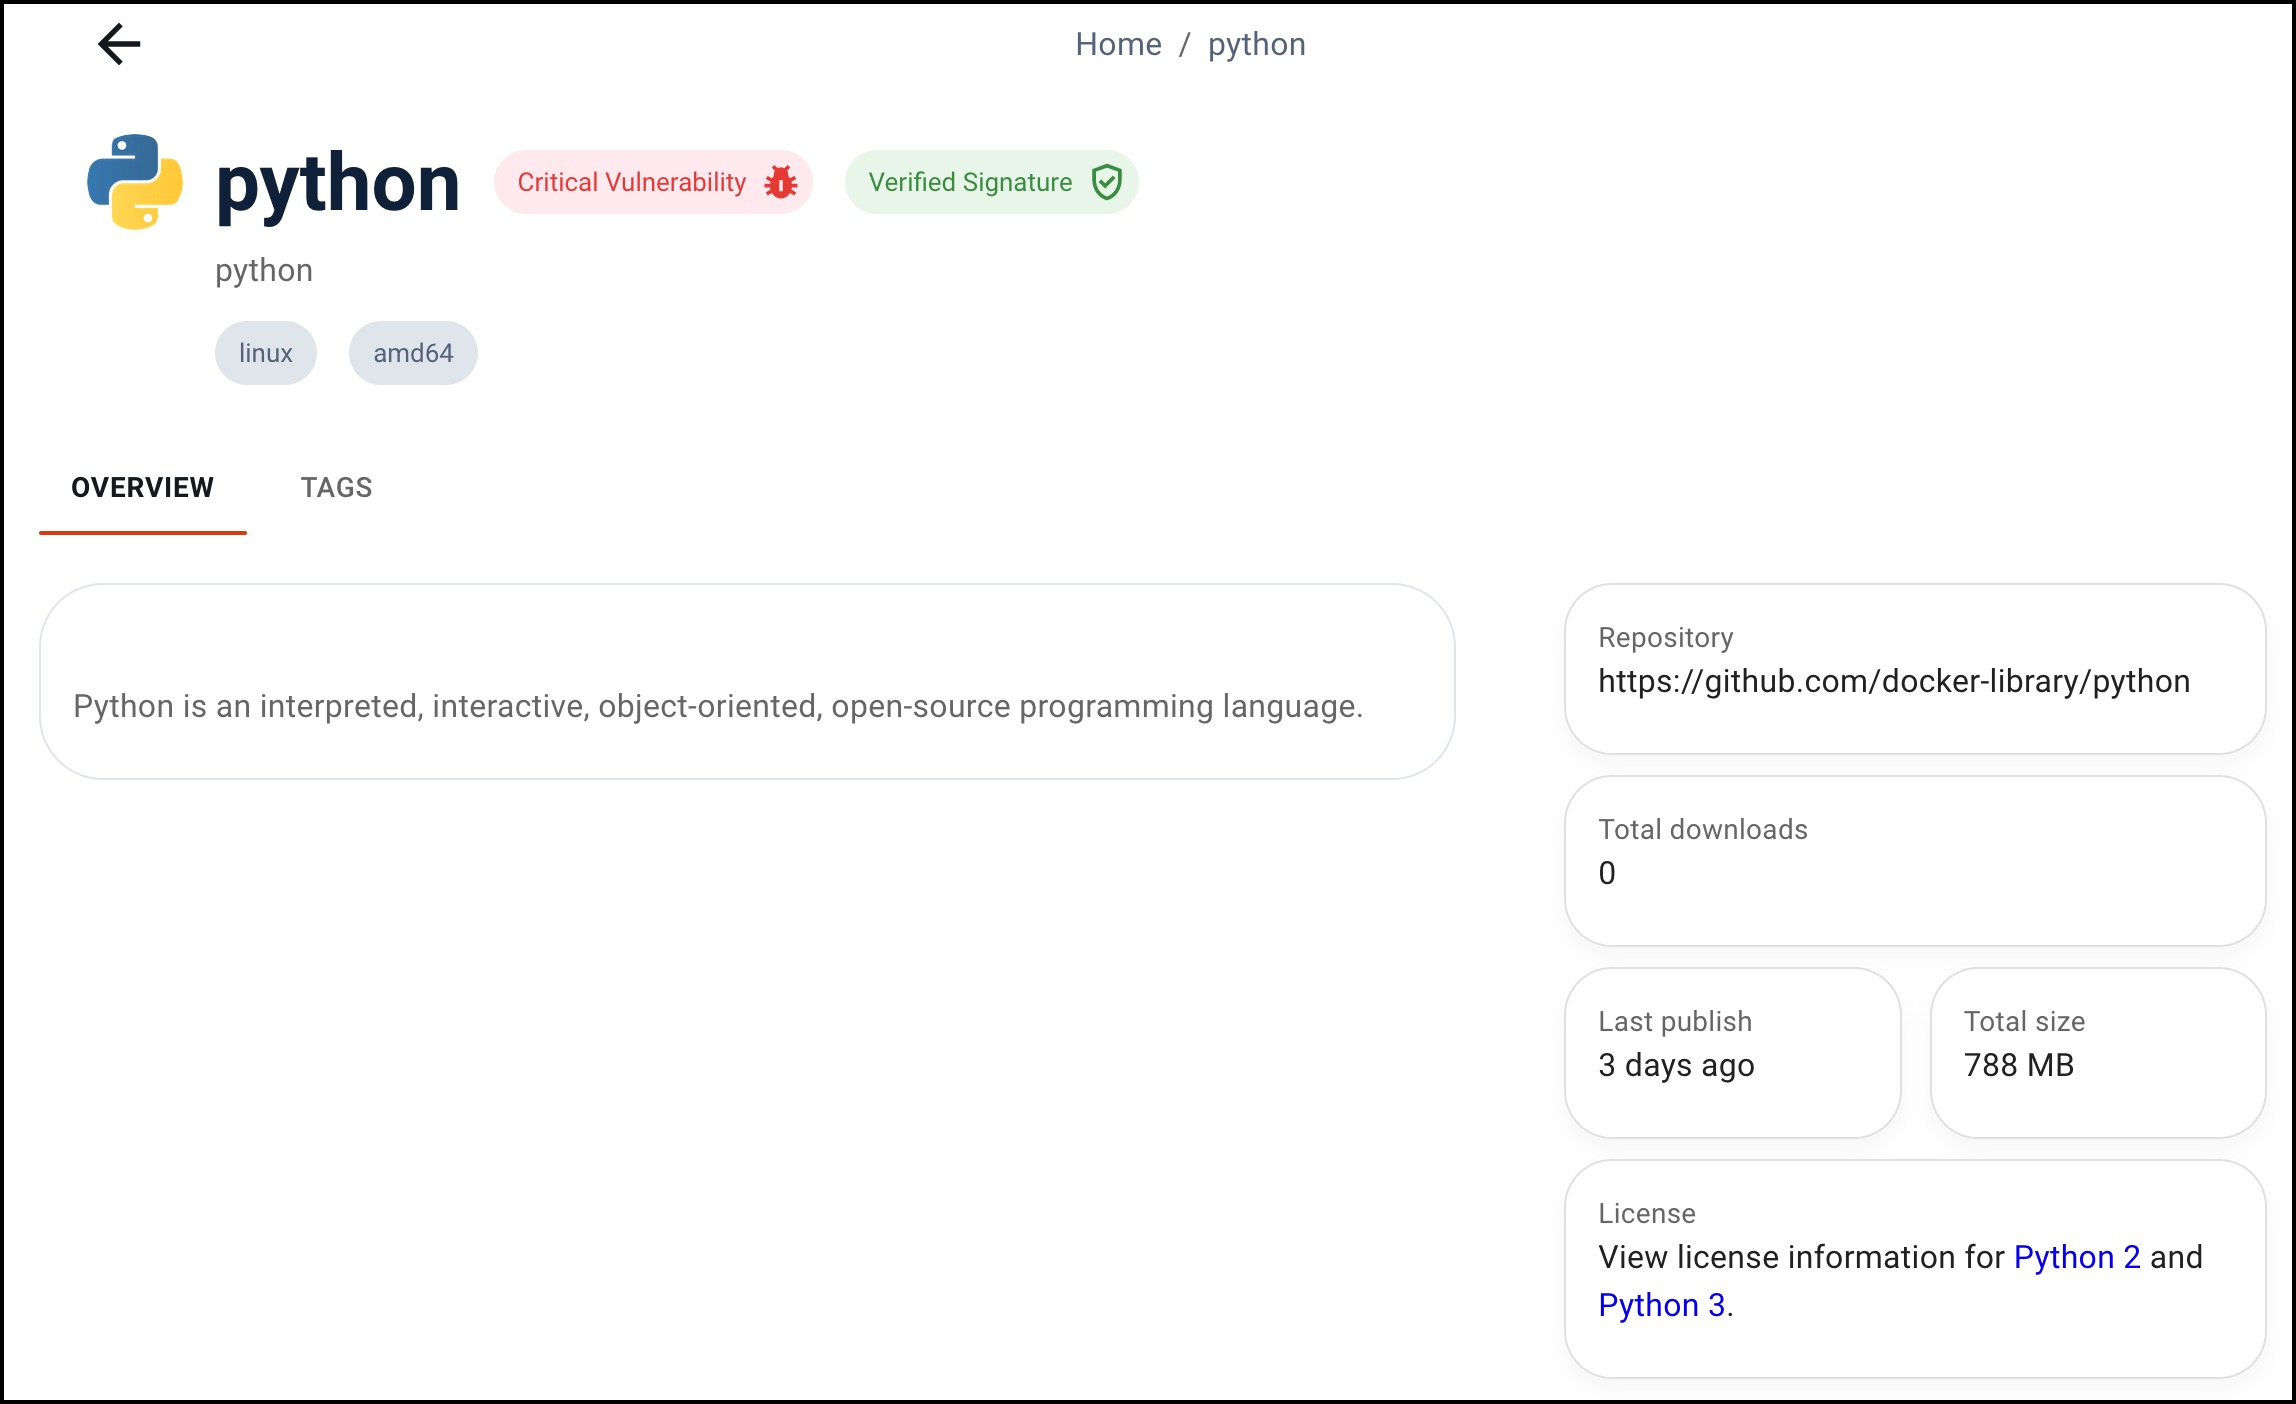 Home / python
python
Critical Vulnerability
Verified Signature
python
linux
amd64
OVERVIEW
TAGS
Python is an interpreted, interactive, object-oriented, open-source programming language.
Repository
https://github.com/docker-library/python
Total downloads
0
Last publish
3 days ago
Total size
788 MB
License
View license information for Python 2 and
Python 3.